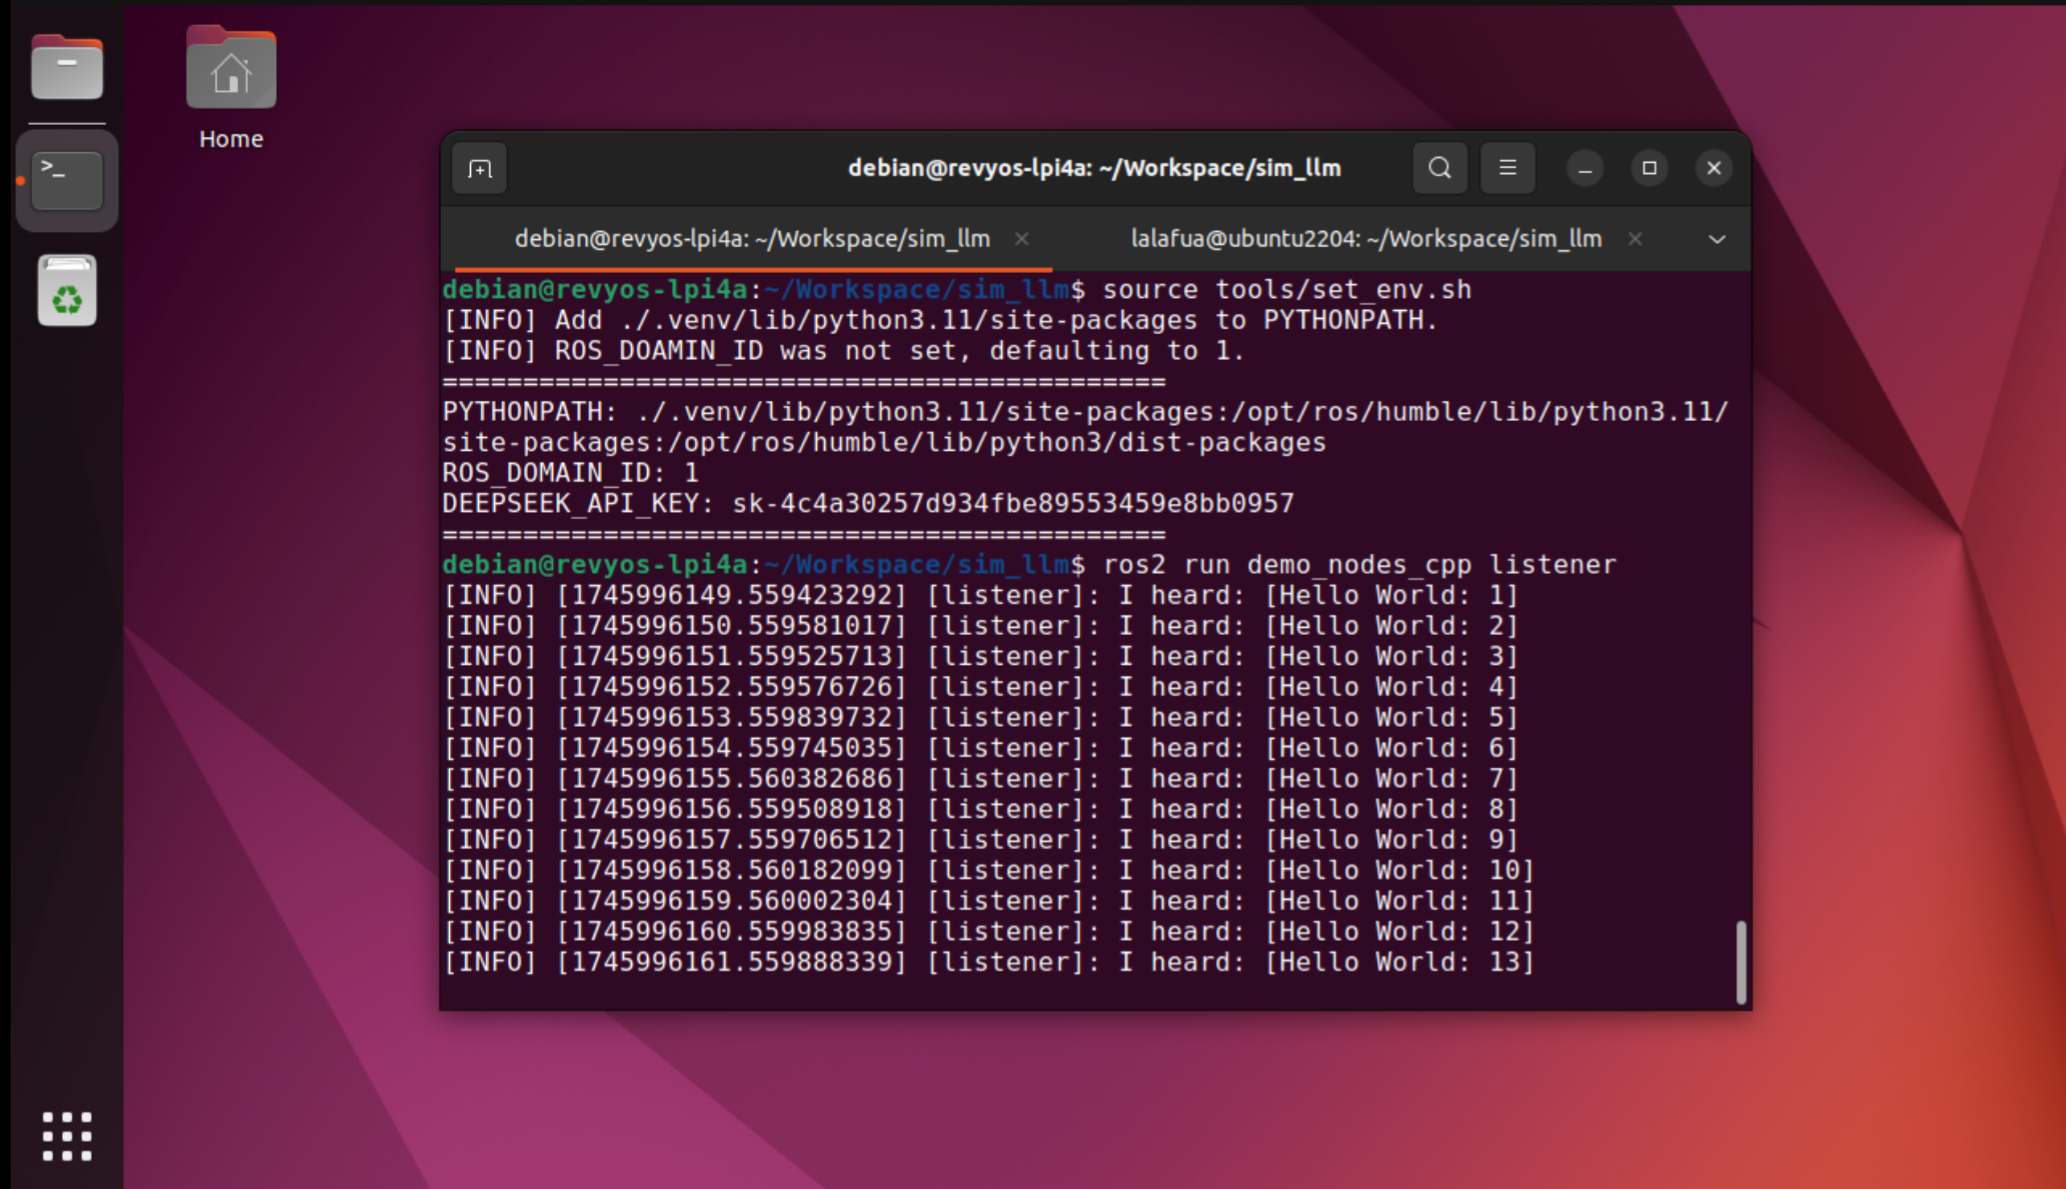 Home
debian@revyos-lpi4a: ~/Workspace/sim_llm
debian@revyos-lpi4a: ~/Workspace/sim_llm
lalafua@ubuntu2204: ~/Workspace/sim_llm
debian@revyos-lpi4a:~/Workspace/sim_llm$ source tools/set_env.sh
[INFO] Add ./.venv/lib/python3.11/site-packages to PYTHONPATH.
[INFO] ROS_DOAMIN_ID was not set, defaulting to 1.
=============================================
PYTHONPATH: ./.venv/lib/python3.11/site-packages:/opt/ros/humble/lib/python3.11/
site-packages:/opt/ros/humble/lib/python3/dist-packages
ROS_DOMAIN_ID: 1
DEEPSEEK_API_KEY: sk-4c4a30257d934fbe89553459e8bb0957
=============================================
debian@revyos-lpi4a:~/Workspace/sim_llm$ ros2 run demo_nodes_cpp listener
[INFO] [1745996149.559423292] [listener]: I heard: [Hello World: 1]
[INFO] [1745996150.559581017] [listener]: I heard: [Hello World: 2]
[INFO] [1745996151.559525713] [listener]: I heard: [Hello World: 3]
[INFO] [1745996152.559576726] [listener]: I heard: [Hello World: 4]
[INFO] [1745996153.559839732] [listener]: I heard: [Hello World: 5]
[INFO] [1745996154.559745035] [listener]: I heard: [Hello World: 6]
[INFO] [1745996155.560382686] [listener]: I heard: [Hello World: 7]
[INFO] [1745996156.559508918] [listener]: I heard: [Hello World: 8]
[INFO] [1745996157.559706512] [listener]: I heard: [Hello World: 9]
[INFO] [1745996158.560182099] [listener]: I heard: [Hello World: 10]
[INFO] [1745996159.560002304] [listener]: I heard: [Hello World: 11]
[INFO] [1745996160.559983835] [listener]: I heard: [Hello World: 12]
[INFO] [1745996161.559888339] [listener]: I heard: [Hello World: 13]